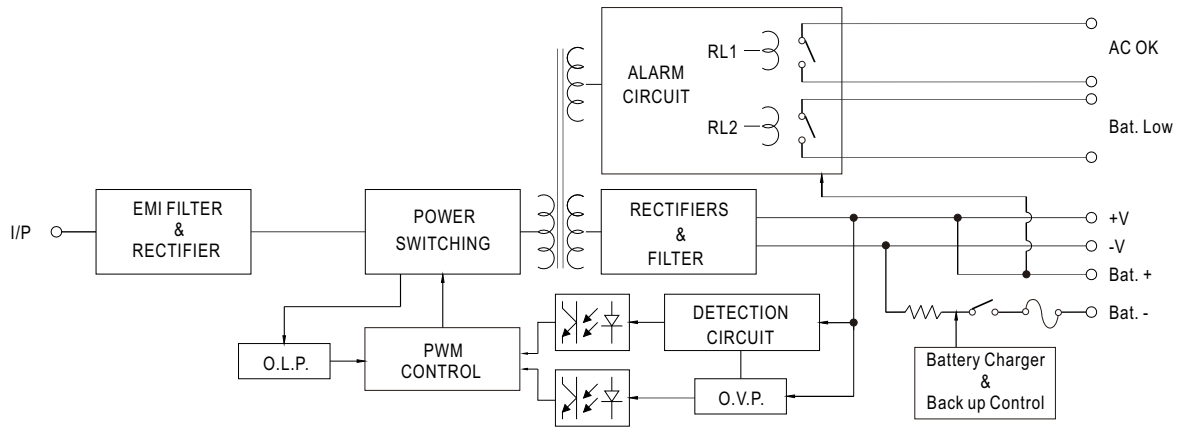 RL1
ALARM
CIRCUIT
RL2
AC OK
Bat. Low
I/P
EMI FILTER
&
RECTIFIER
POWER
SWITCHING
RECTIFIERS
&
FILTER
+V
-V
Bat. +
Bat. -
O.L.P.
PWM
CONTROL
DETECTION
CIRCUIT
O.V.P.
Battery Charger
&
Back up Control